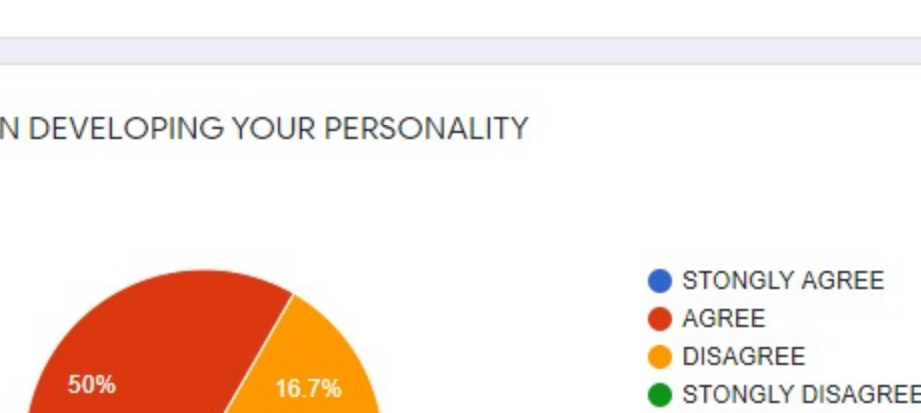 N DEVELOPING YOUR PERSONALITY
STONGLY AGREE
AGREE
DISAGREE
STONGLY DISAGREE
50%
16.7%